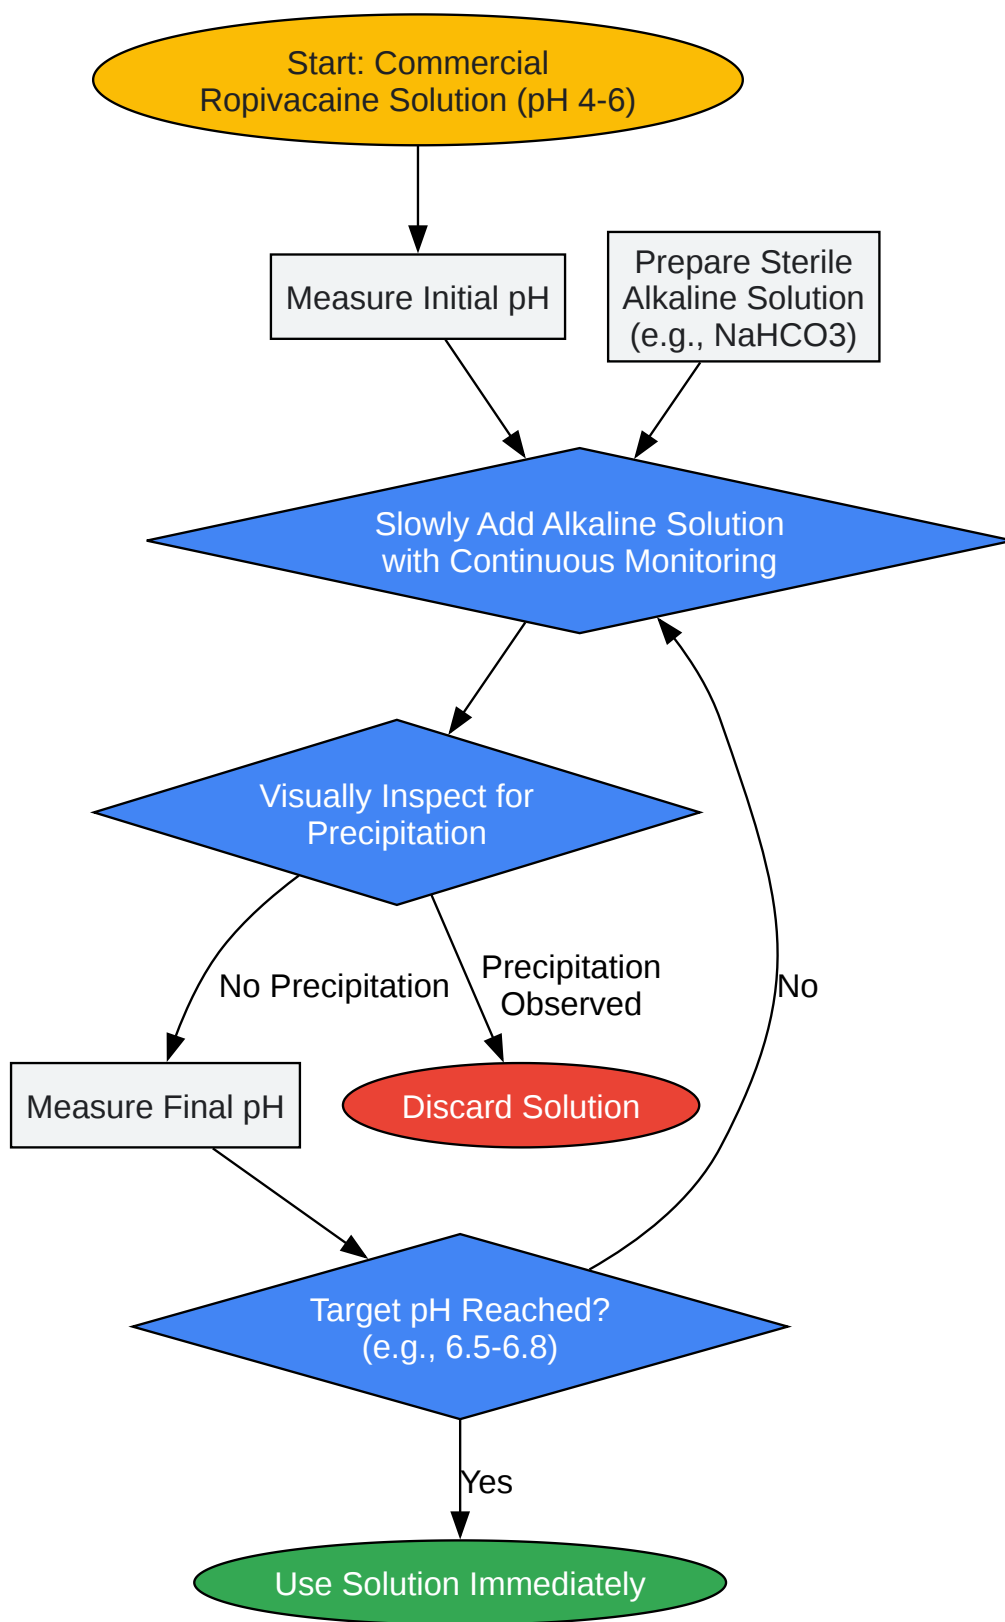 Start: Commercial
Ropivacaine Solution (pH 4-6)
Measure Initial pH
Prepare Sterile
Alkaline Solution
(e.g., NaHCO3)
Slowly Add Alkaline Solution
with Continuous Monitoring
Visually Inspect for
Precipitation
No Precipitation
Precipitation
Observed
No
Measure Final pH
Discard Solution
Target pH Reached?
(e.g., 6.5-6.8)
Yes
Use Solution Immediately